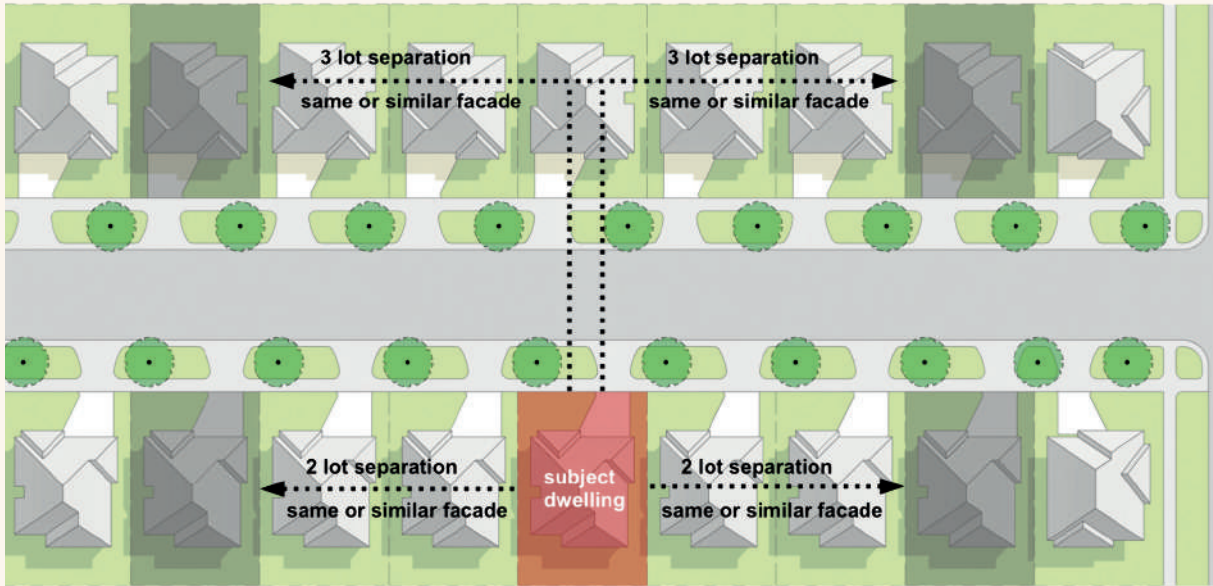 3 lot separation
same or similar facade
3 lot separation
same or similar facade
2 lot separation
same or similar facade
subject
dwelling
2 lot separation
same or similar facade